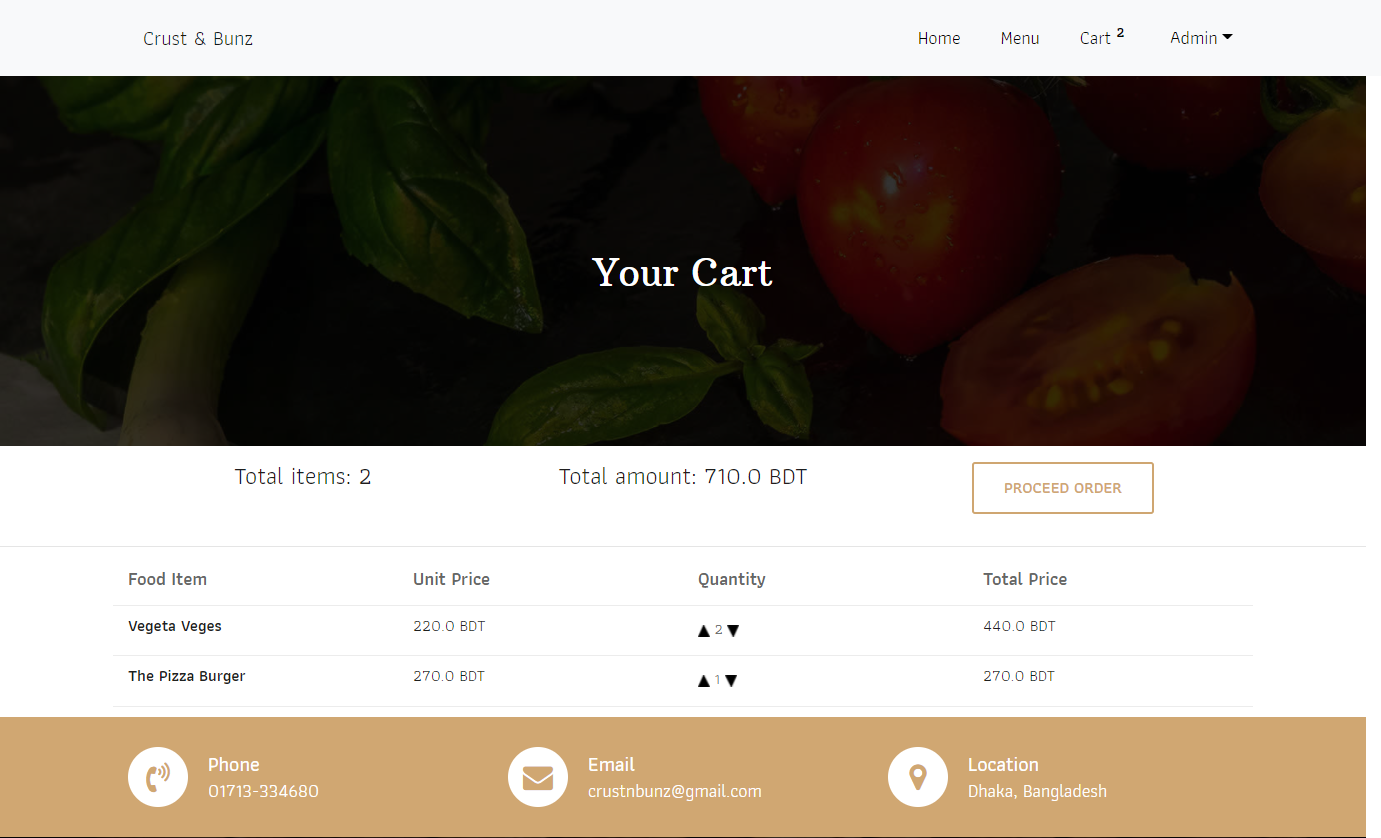 Crust & Bunz Home Menu Cart 2 Admin
Your Cart
Total items: 2 Total amount: 710.0 BDT PROCEED ORDER
Food Item Unit Price Quantity Total Price
Vegeta Veges 220.0 BDT 2 440.0 BDT
The Pizza Burger 270.0 BDT 1 270.0 BDT
Phone Email Location
01713-334680 crustnbunz@gmail.com Dhaka, Bangladesh